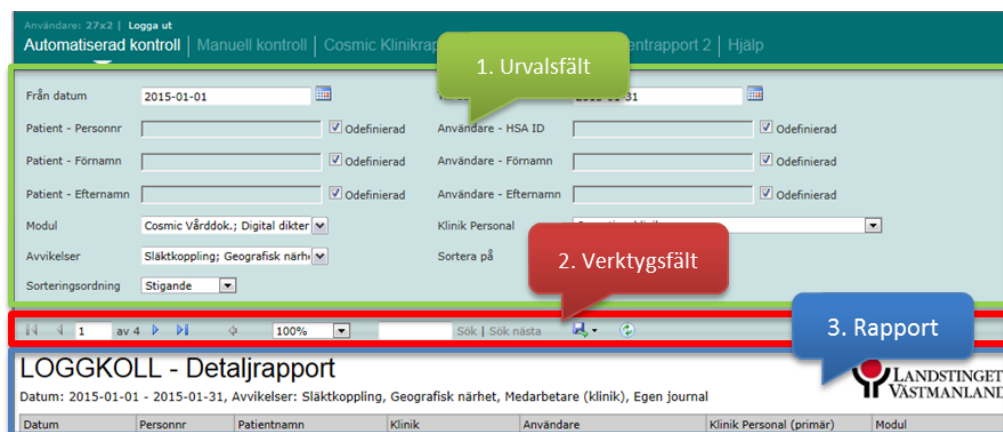 Användare: 27x2 | Logga ut
Automatiserad kontroll | Manuell kontroll | Cosmic Klinikrap entrapport 2 | Hjälp
1. Urvalsfält
Från datum 2015-01-01
Patient - Personnr Odefinierad Användare - HSA ID Odefinierad
Patient - Förnamn Odefinierad Användare - Förnamn Odefinierad
Patient - Efternamn Odefinierad Användare - Efternamn Odefinierad
Modul Cosmic Vårddok.; Digital dikter Klinik Personal
Avvikelser Släktkoppling; Geografisk närh Sortera på
2. Verktygsfält
Sorteringsordning Stigande
1 av 4 100% Sök | Sök nästa
3. Rapport
LOGGKOLL - Detaljrapport
LANDSTINGET
VÄSTMANLAND
Datum: 2015-01-01 - 2015-01-31, Avvikelser: Släktkoppling, Geografisk närhet, Medarbetare (klinik), Egen journal
Datum Personnr Patientnamn Klinik Användare Klinik Personal (primär) Modul